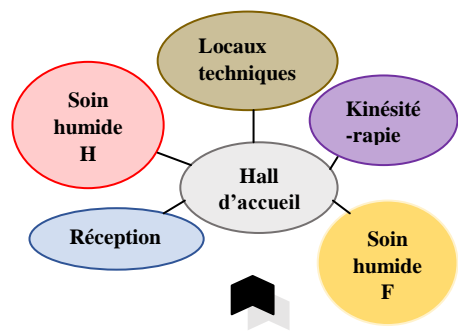 Locaux
techniques
Soin
humide
H
Kinésité
-rapie
Hall
d'accueil
Réception
Soin
humide
F